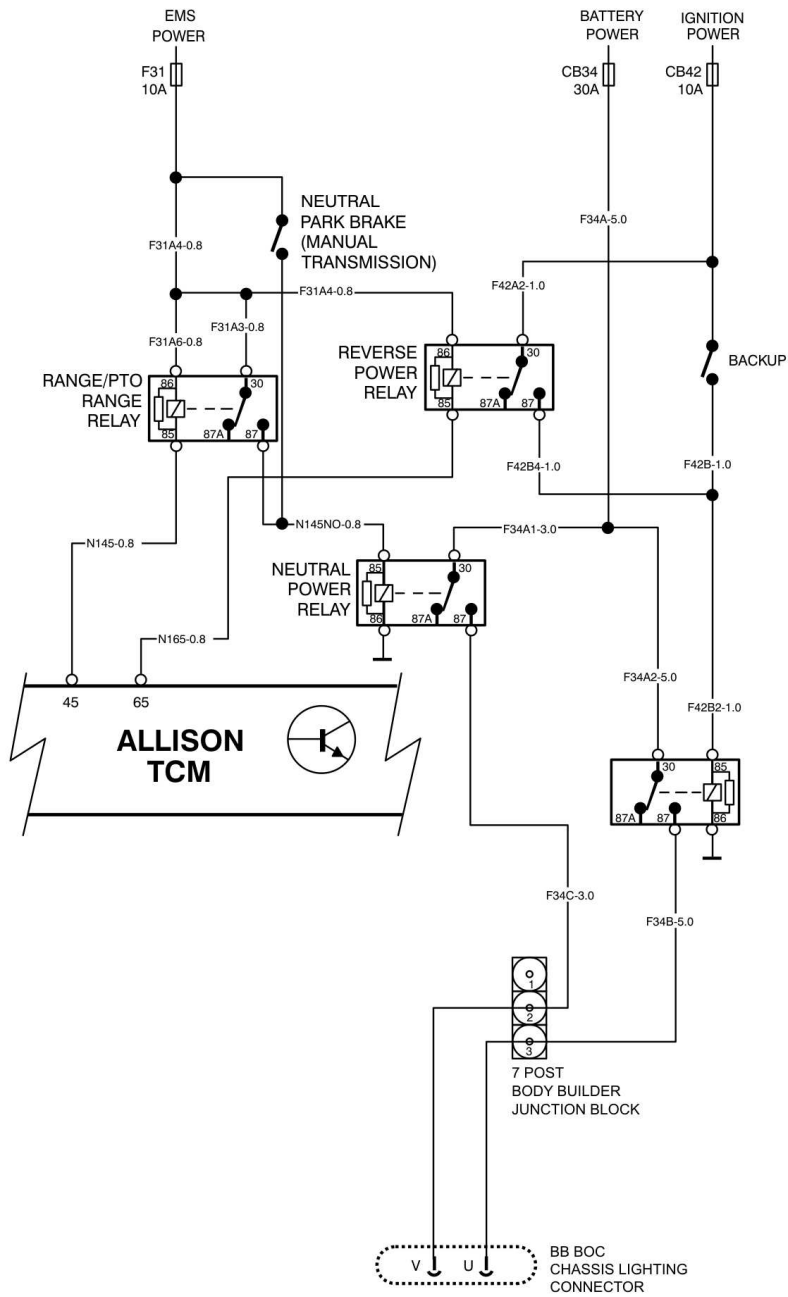 EMS
POWER
BATTERY
POWER
IGNITION
POWER
F31
10A
CB34
30A
CB42
10A
NEUTRAL
PARK BRAKE
(MANUAL
TRANSMISSION)
F34A-5.0
F31A4-0.8
F31A4-0.8
F42A2-1.0
F31A3-0.8
F31A6-0.8
REVERSE
POWER
RELAY
86
30
85
87A
87
BACKUP
RANGE/PTO
RANGE
RELAY
86
30
85
87A
87
F42B4-1.0
F42B-1.0
N145-0.8
N145NO-0.8
F34A1-3.0
NEUTRAL
POWER
RELAY
85
30
86
87A
87
N165-0.8
F34A2-5.0
F42B2-1.0
45
65
ALLISON
TCM
30
85
87A
87
86
F34C-3.0
F34B-5.0
1
2
3
7 POST
BODY BUILDER
JUNCTION BLOCK
V
U
BB BOC
CHASSIS LIGHTING
CONNECTOR